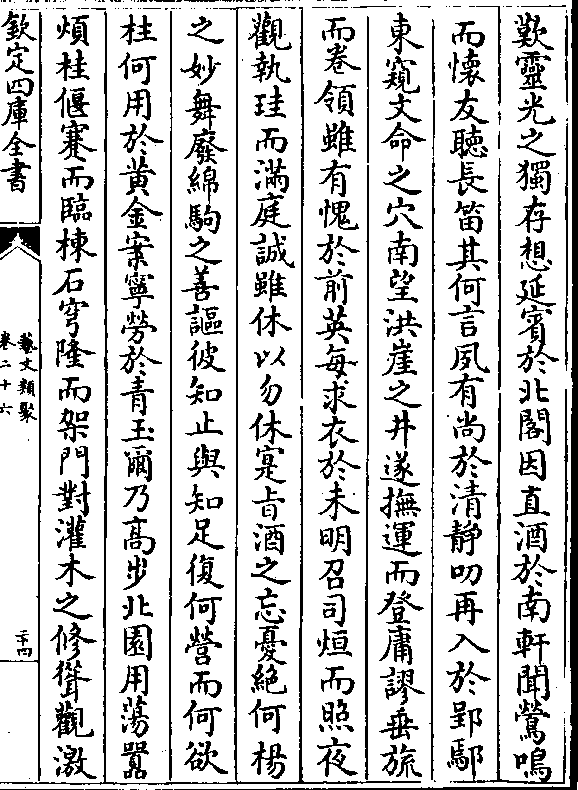 歎靈光之獨存想延賓於北閣因直酒於南軒聞鶯鳴
而懷友聽長笛其何言夙有尚於清靜叨再入於郢鄢
東窺文命之穴南望洪崖之井遂撫運而登庸謬垂旒
而卷領雖有愧於前英每求衣於未明召司烜而照夜
觀執珪而滿庭誠雖休以勿休寔旨酒之忘憂絶何楊
之妙舞廢綿駒之善謳彼知止與知足復何營而何欲
柱何用於黄金案寧勞於青玉爾乃高步北園用蕩囂
煩桂偃蹇而臨棟石穹隆而架門對灌木之修聳觀激
欽定四庫全書
藝文類聚
卷二十六
二十四